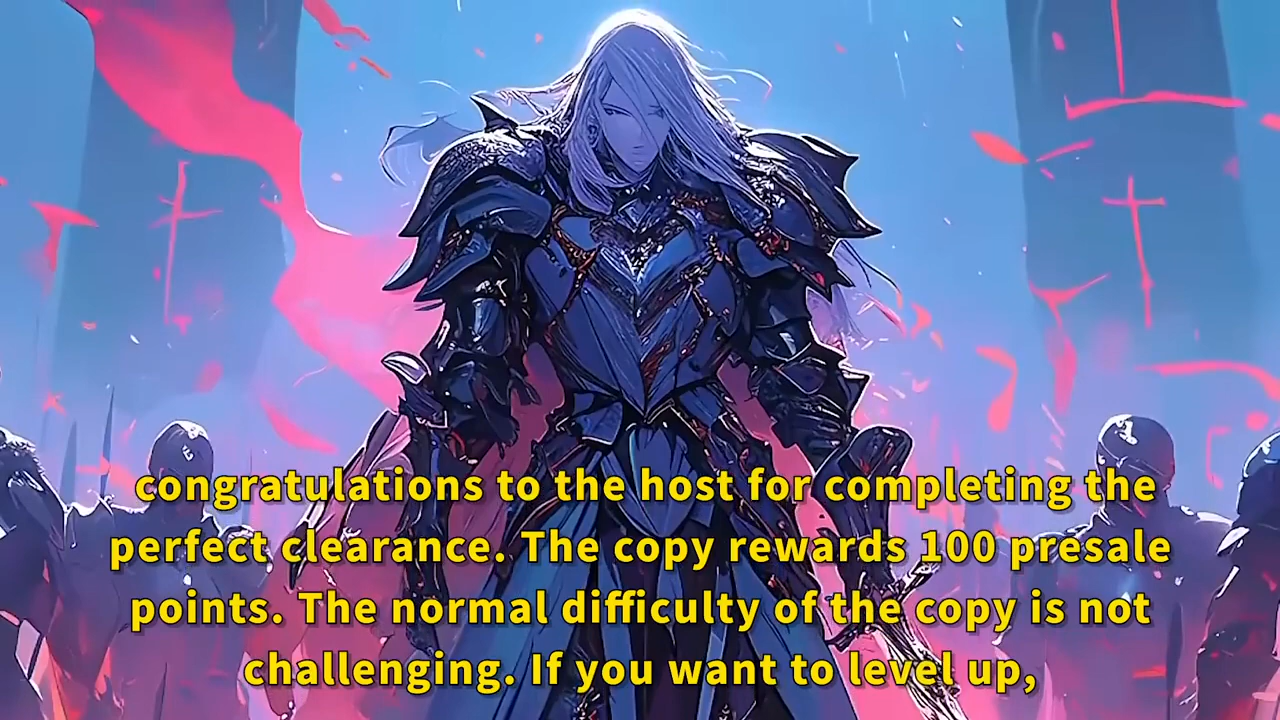 congratulations to the host for completing the
perfect clearance. The copy rewards 100 presale
points. The normal difficulty of the copy is not
challenging. If you want to level up,